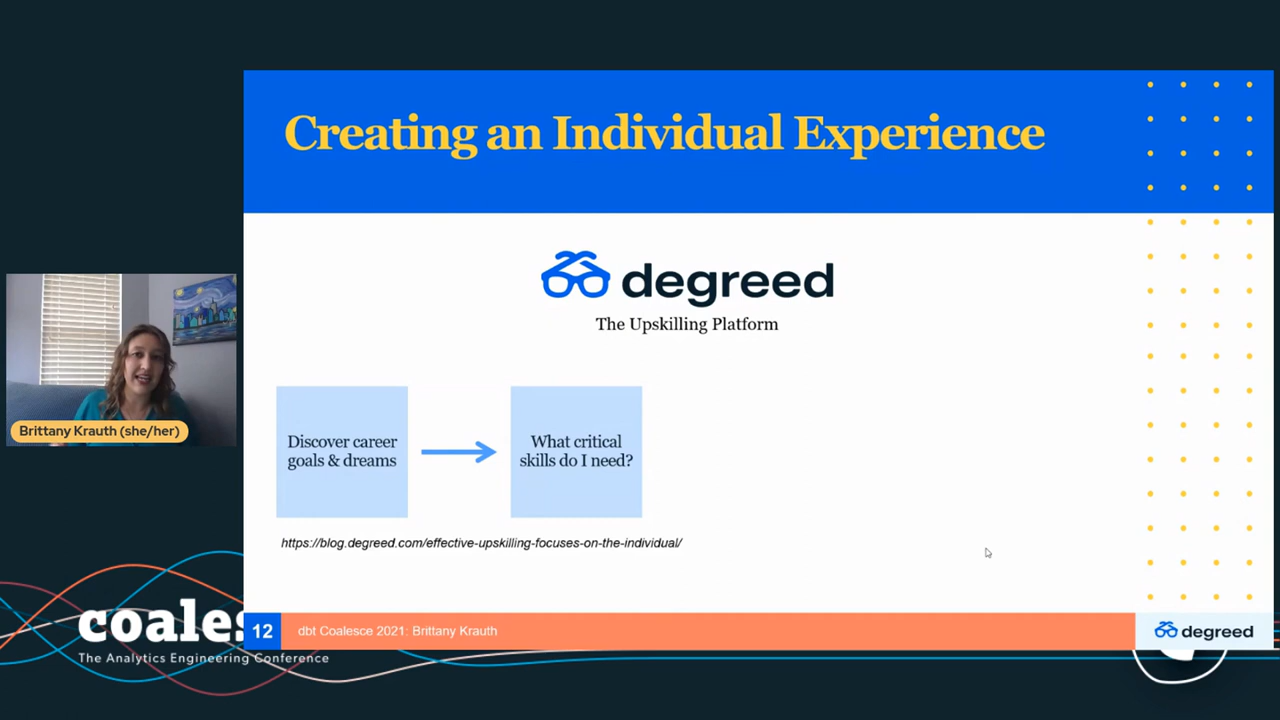 Creating an Individual Experience
degreed
The Upskilling Platform
Discover career
goals & dreams
What critical
skills do I need?
https://blog.degreed.com/effective-upskilling-focuses-on-the-individual/
Brittany Krauth (she/her)
12
dbt Coalesce 2021: Brittany Krauth
degreed
coales
The Analytics Engineering Conference